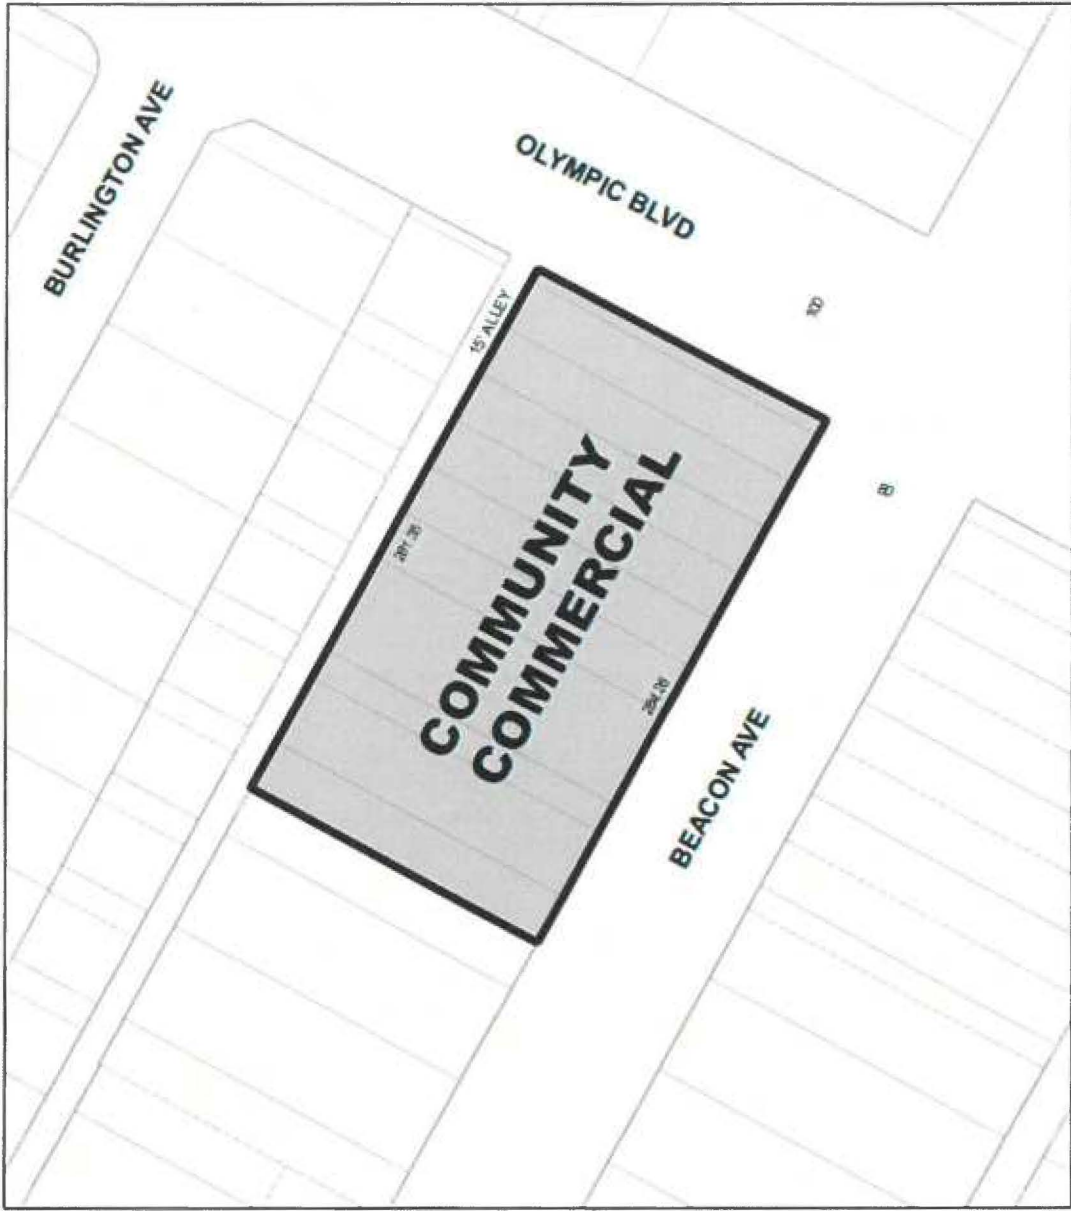 BURLINGTON AVE
OLYMPIC BLVD
15' ALLEY
100
80
COMMUNITY
COMMERCIAL
BEACON AVE